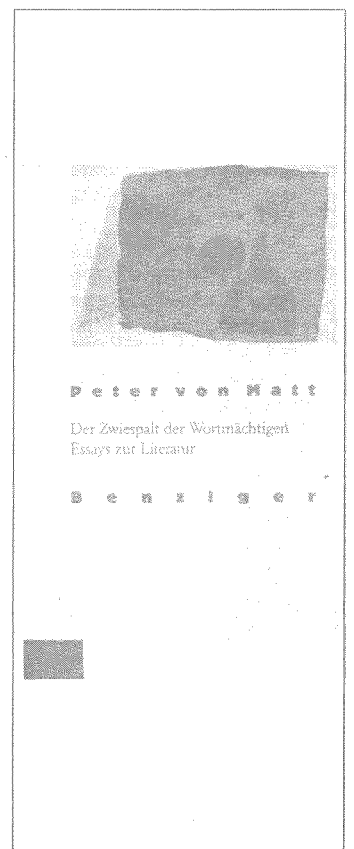 Peter von Matt
Der Zwiespalt der Wortmächtigen
Essays zur Literatur
Benziger